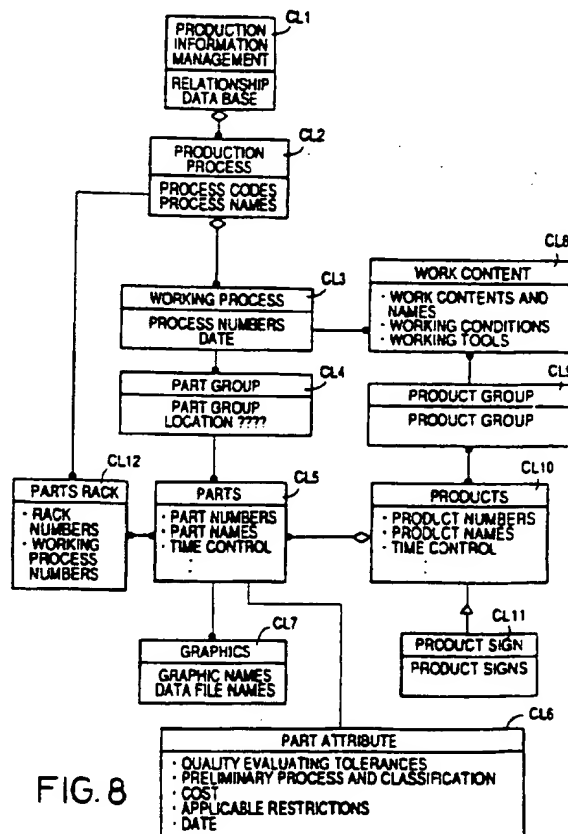 CL1
PRODUCTION
INFORMATION
MANAGEMENT
RELATIONSHIP
DATA BASE
CL2
PRODUCTION
PROCESS
PROCESS CODES
PROCESS NAMES
CL3
WORKING PROCESS
PROCESS NUMBERS
DATE
CL8
WORK CONTENT
· WORK CONTENTS AND
NAMES
· WORKING CONDITIONS
· WORKING TOOLS
CL4
PART GROUP
PART GROUP
LOCATION ????
CL9
PRODUCT GROUP
PRODUCT GROUP
CL12
PARTS RACK
· RACK
NUMBERS
· WORKING
PROCESS
NUMBERS
CL5
PARTS
· PART NUMBERS
· PART NAMES
· TIME CONTROL
:
CL10
PRODUCTS
· PRODUCT NUMBERS
· PRODUCT NAMES
· TIME CONTROL
:
CL7
GRAPHICS
GRAPHIC NAMES
DATA FILE NAMES
CL11
PRODUCT SIGN
PRODUCT SIGNS
CL6
PART ATTRIBUTE
· QUALITY EVALUATING TOLERANCES
· PRELIMINARY PROCESS AND CLASSIFICATION
· COST
· APPLICABLE RESTRICTIONS
· DATE
FIG. 8